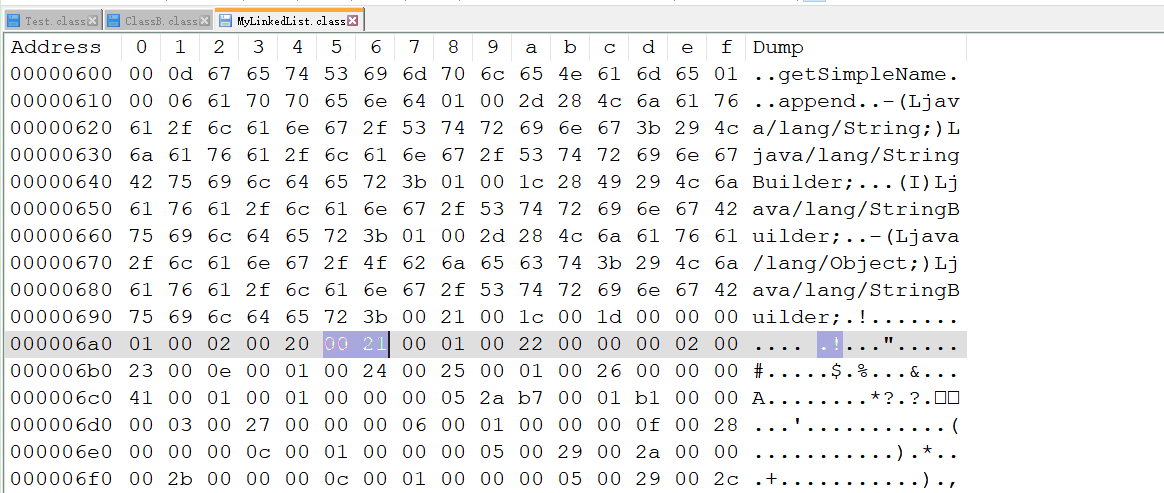 Test.class ClassB.class MyLinkedList.class
Address 0 1 2 3 4 5 6 7 8 9 a b c d e f Dump
00000600 00 0d 67 65 74 53 69 6d 70 6c 65 4e 61 6d 65 01 ..getSimpleName.
00000610 00 06 61 70 70 65 6e 64 01 00 2d 28 4c 6a 61 76 ..append..-(Ljav
00000620 61 2f 6c 61 6e 67 2f 53 74 72 69 6e 67 3b 29 4c a/lang/String;)L
00000630 6a 61 76 61 2f 6c 61 6e 67 2f 53 74 72 69 6e 67 java/lang/String
00000640 42 75 69 6c 64 65 72 3b 01 00 1c 28 49 29 4c 6a Builder;...(I)Lj
00000650 61 76 61 2f 6c 61 6e 67 2f 53 74 72 69 6e 67 42 ava/lang/StringB
00000660 75 69 6c 64 65 72 3b 01 00 2d 28 4c 6a 61 76 61 uilder;..-(Ljava
00000670 2f 6c 61 6e 67 2f 4f 62 6a 65 63 74 3b 29 4c 6a /lang/Object;)Lj
00000680 61 76 61 2f 6c 61 6e 67 2f 53 74 72 69 6e 67 42 ava/lang/StringB
00000690 75 69 6c 64 65 72 3b 00 21 00 1c 00 1d 00 00 00 uilder;.!.......
000006a0 01 00 02 00 20 00 21 00 01 00 22 00 00 00 02 00 .... .!...".....
000006b0 23 00 0e 00 01 00 24 00 25 00 01 00 26 00 00 00 #.....$.%...&...
000006c0 41 00 01 00 01 00 00 00 05 2a b7 00 01 b1 00 00 A........*?.?.□□
000006d0 00 03 00 27 00 00 00 06 00 01 00 00 00 0f 00 28 ...'...........(
000006e0 00 00 00 0c 00 01 00 00 00 05 00 29 00 2a 00 00 ...........).*..
000006f0 00 2b 00 00 00 0c 00 01 00 00 00 05 00 29 00 2c .+...........).,